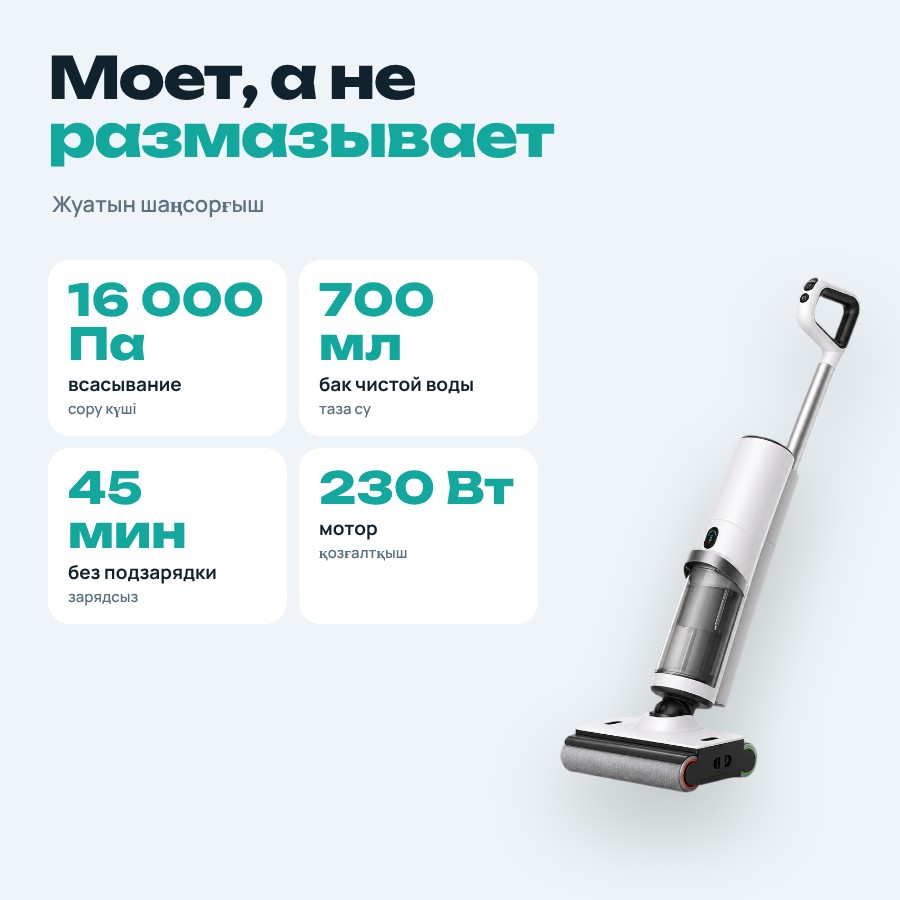 Моет, а не
размазывает
Жуатын шаңсорғыш
16 000
Па
всасывание
сору күші
700
мл
бак чистой воды
таза су
45
мин
без подзарядки
зарядсыз
230 Вт
мотор
қозғалтқыш